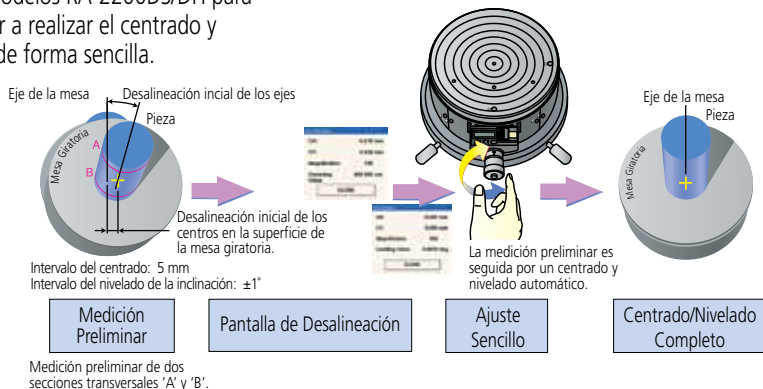 odelos RA-2200DS/DH para
r a realizar el centrado y
de forma sencilla.
Eje de la mesa
Desalineación incial de los ejes
Pieza
Mesa Giratoria
A
B
Desalineación inicial de los
centros en la superficie de
la mesa giratoria.
Intervalo del centrado: 5 mm
Intervalo del nivelado de la inclinación: ±1˚
La medición preliminar es
seguida por un centrado y
nivelado automático.
Eje de la mesa
Pieza
Mesa Giratoria
Medición
Preliminar
Pantalla de Desalineación
Ajuste
Sencillo
Centrado/Nivelado
Completo
Medición preliminar de dos
secciones transversales 'A' y 'B'.